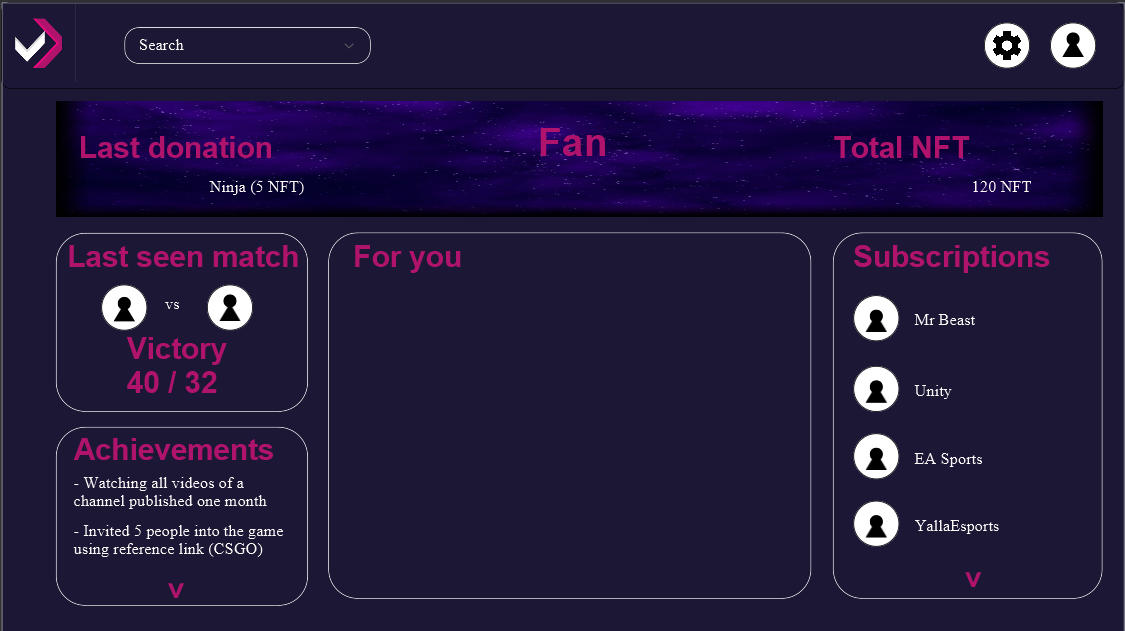 Search
Last donation
Fan
Total NFT
Ninja (5 NFT)
120 NFT
Last seen match
vs
Victory
40 / 32
Achievements
- Watching all videos of a
channel published one month
- Invited 5 people into the game
using reference link (CSGO)
v
For you
Subscriptions
Mr Beast
Unity
EA Sports
YallaEsports
v